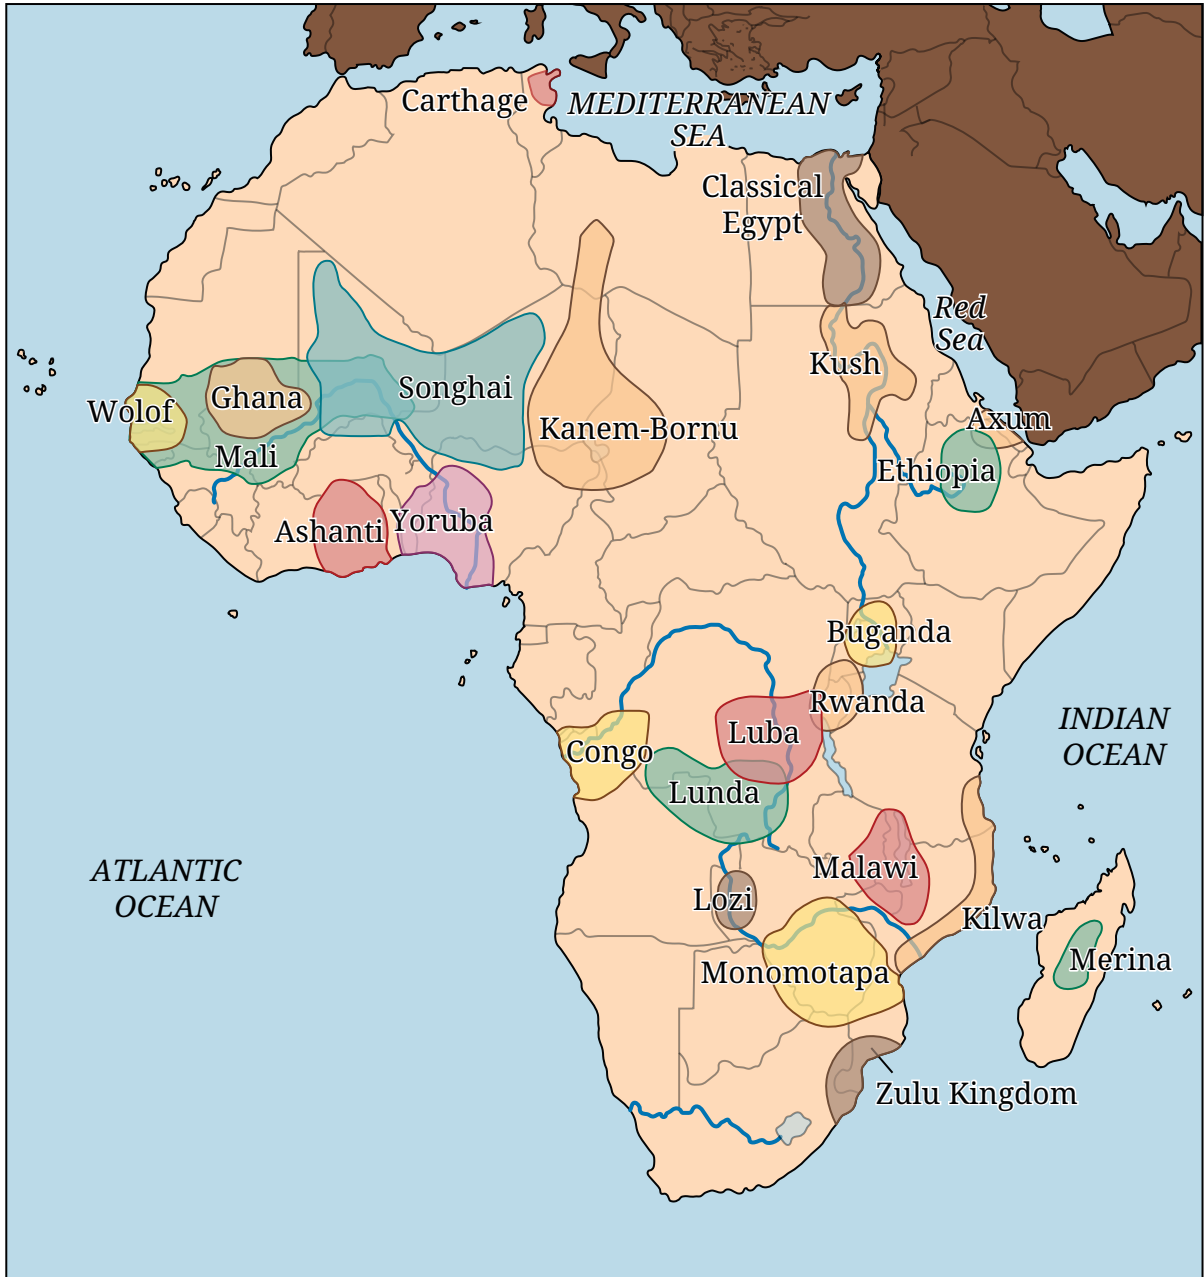 Carthage
MEDITERRANEAN
SEA
Classical
Egypt
Red
Sea
Kush
Songhai
Ghana
Wolof
Kanem-Bornu
Axum
Mali
Ethiopia
Ashanti
Yoruba
Buganda
Rwanda
INDIAN
OCEAN
Luba
Congo
Lunda
ATLANTIC
OCEAN
Malawi
Lozi
Kilwa
Merina
Monomotapa
Zulu Kingdom